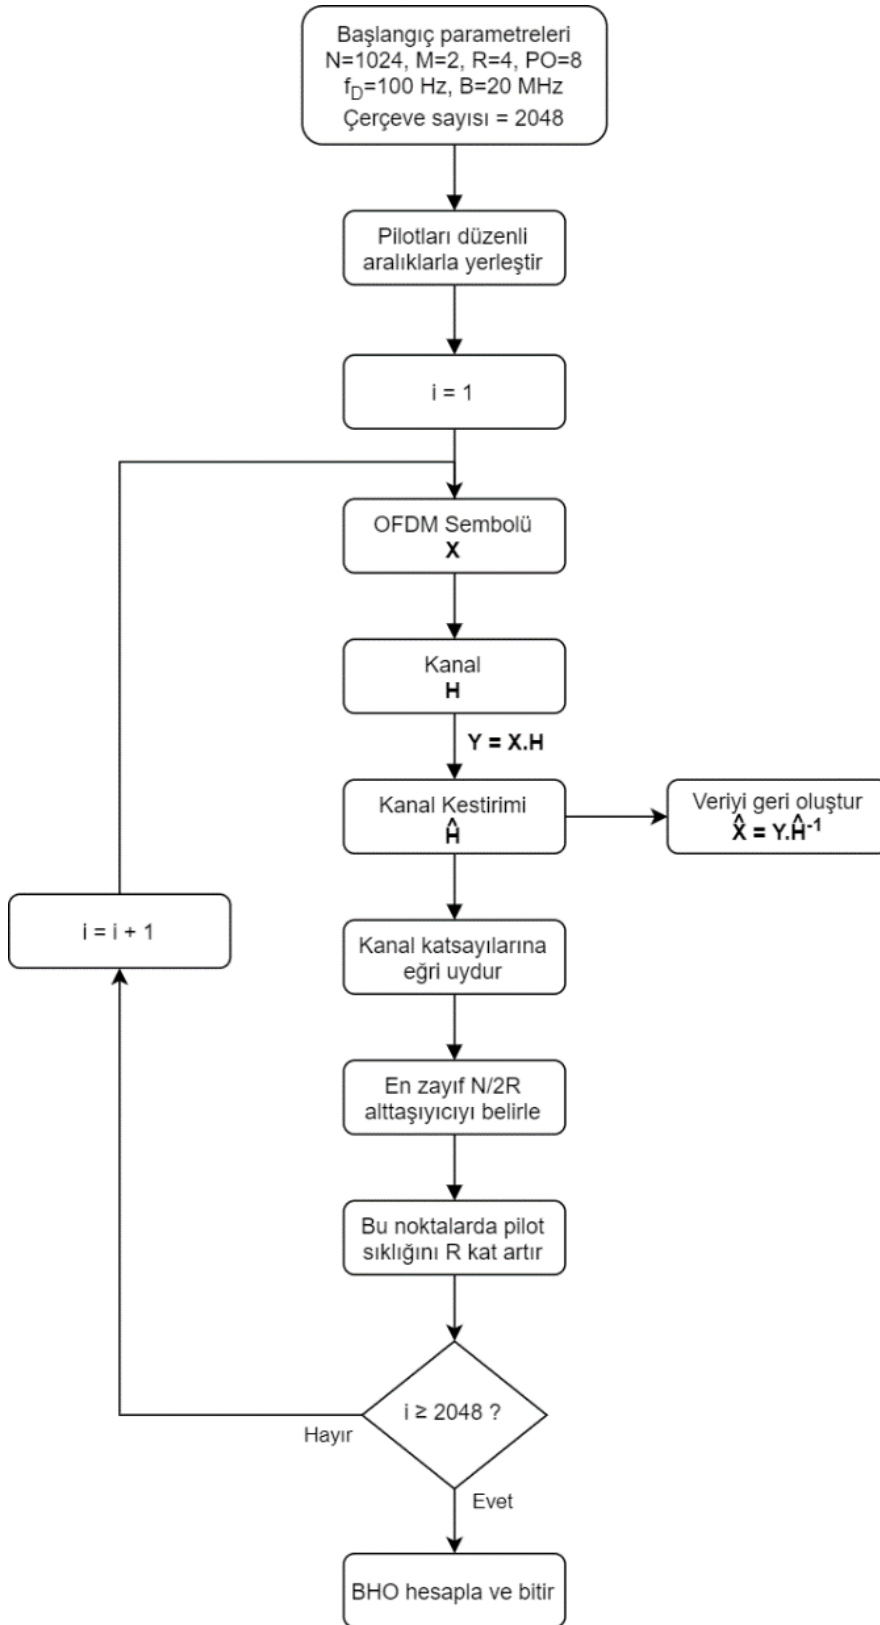 Başlangıç parametreleri
N=1024, M=2, R=4, PO=8
f_D=100 Hz, B=20 MHz
Çerçeve sayısı = 2048
Pilotları düzenli
aralıklarla yerleştir
i = 1
OFDM Sembolü
X
Kanal
H
Y = X.H
Kanal Kestirimi
Ĥ
Veriyi geri oluştur
X̂ = Y.Ĥ⁻¹
Kanal katsayılarına
eğri uydur
i = i + 1
En zayıf N/2R
alttaşıyıcıyı belirle
Bu noktalarda pilot
sıklığını R kat artır
i ≥ 2048 ?
Hayır
Evet
BHO hesapla ve bitir